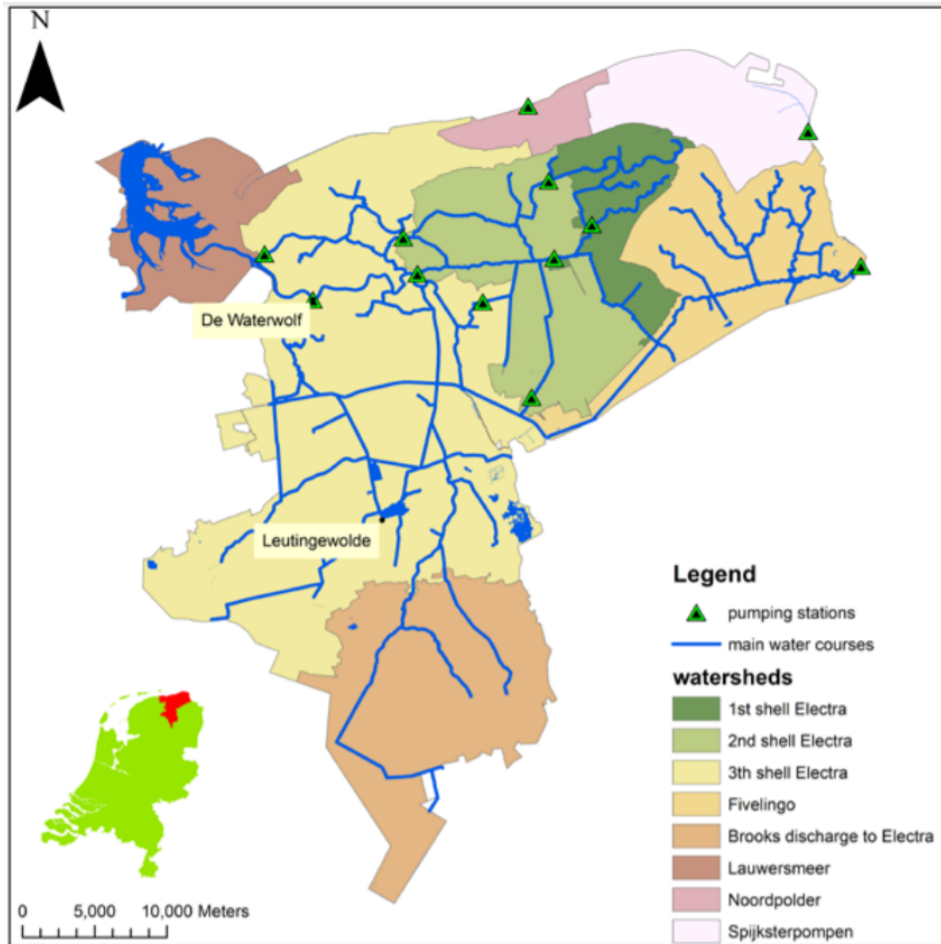 N
De Waterwolf
Leutingewolde
Legend
pumping stations
main water courses
watersheds
1st shell Electra
2nd shell Electra
3th shell Electra
Fivelingo
Brooks discharge to Electra
Lauwersmeer
Noordpolder
Spijksterpompen
0 5,000 10,000 Meters